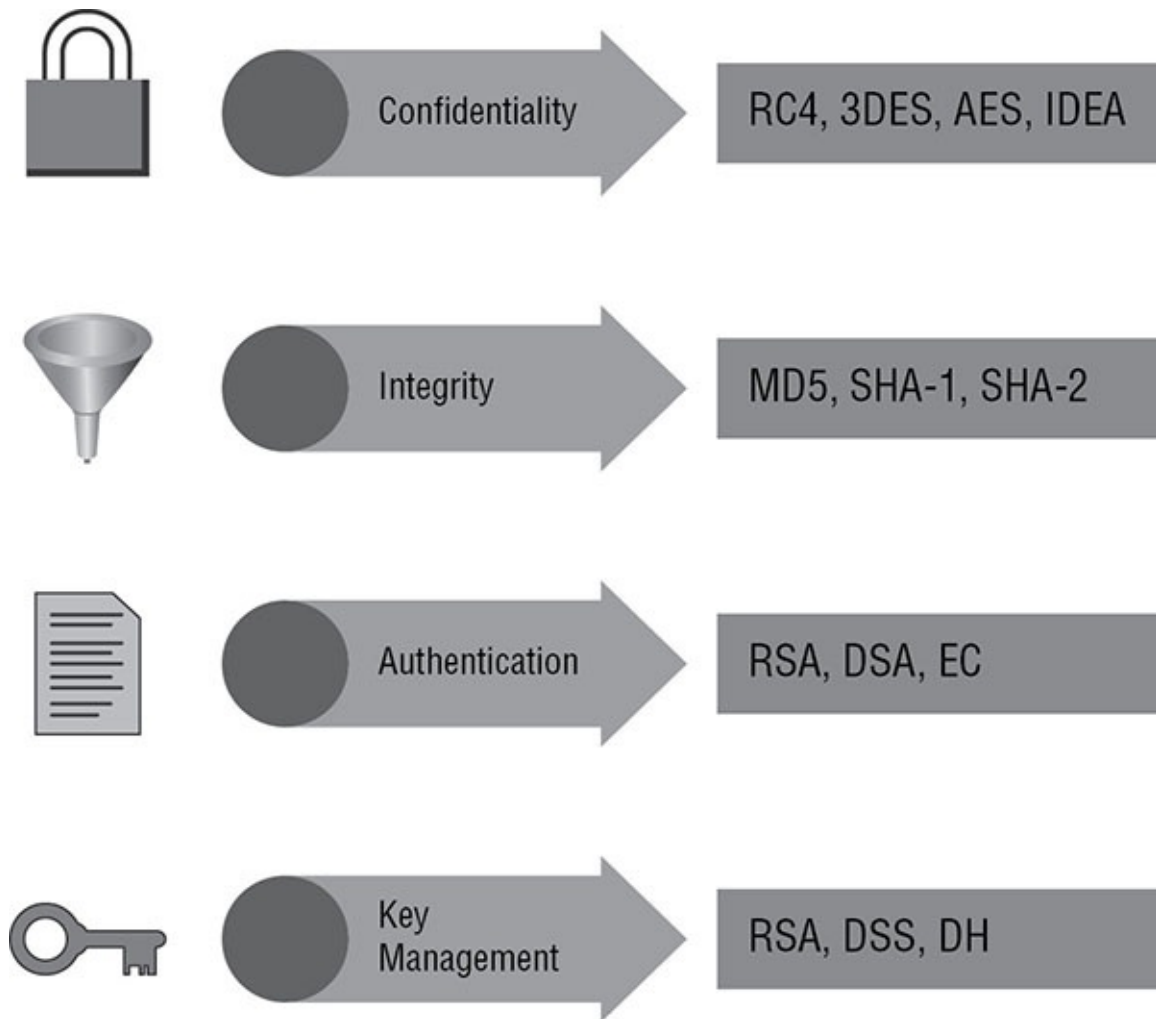 Confidentiality
RC4, 3DES, AES, IDEA
Integrity
MD5, SHA-1, SHA-2
Authentication
RSA, DSA, EC
Key
Management
RSA, DSS, DH